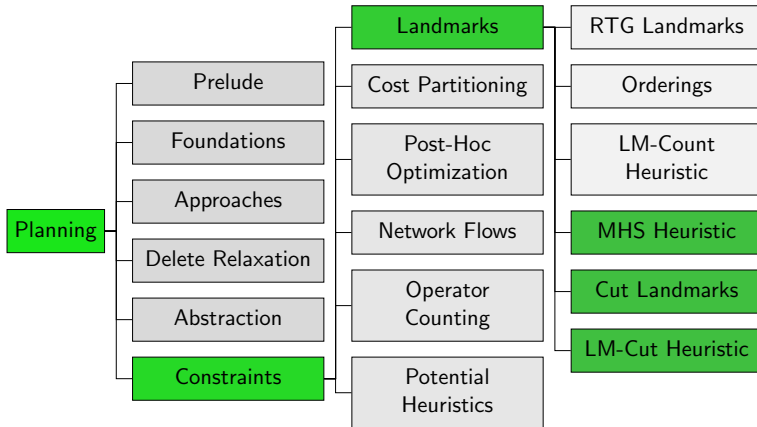 Planning
Prelude
Foundations
Approaches
Delete Relaxation
Abstraction
Constraints
Landmarks
Cost Partitioning
Post-Hoc
Optimization
Network Flows
Operator
Counting
Potential
Heuristics
RTG Landmarks
Orderings
LM-Count
Heuristic
MHS Heuristic
Cut Landmarks
LM-Cut Heuristic